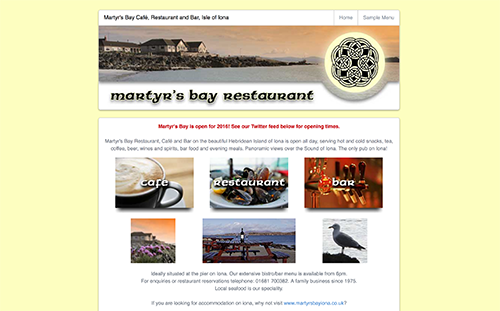 Martyr's Bay Café, Restaurant and Bar, Isle of Iona
Home
Sample Menu
martyr's bay restaurant
Martyr's Bay is open for 2016! See our Twitter feed below for opening times.
Martyr's Bay Restaurant, Café and Bar on the beautiful Hebridean Island of Iona is open all day, serving hot and cold snacks, tea,
coffee, beer, wines and spirits, bar food and evening meals. Panoramic views over the Sound of Iona. The only pub on Iona!
café
restaurant
bar
Ideally situated at the pier on Iona. Our extensive bistro/bar menu is available from 6pm.
For enquiries or restaurant reservations telephone: 01681 700382. A family business since 1975.
Local seafood is our speciality.
If you are looking for accommodation on Iona, why not visit www.martyrsbayiona.co.uk?